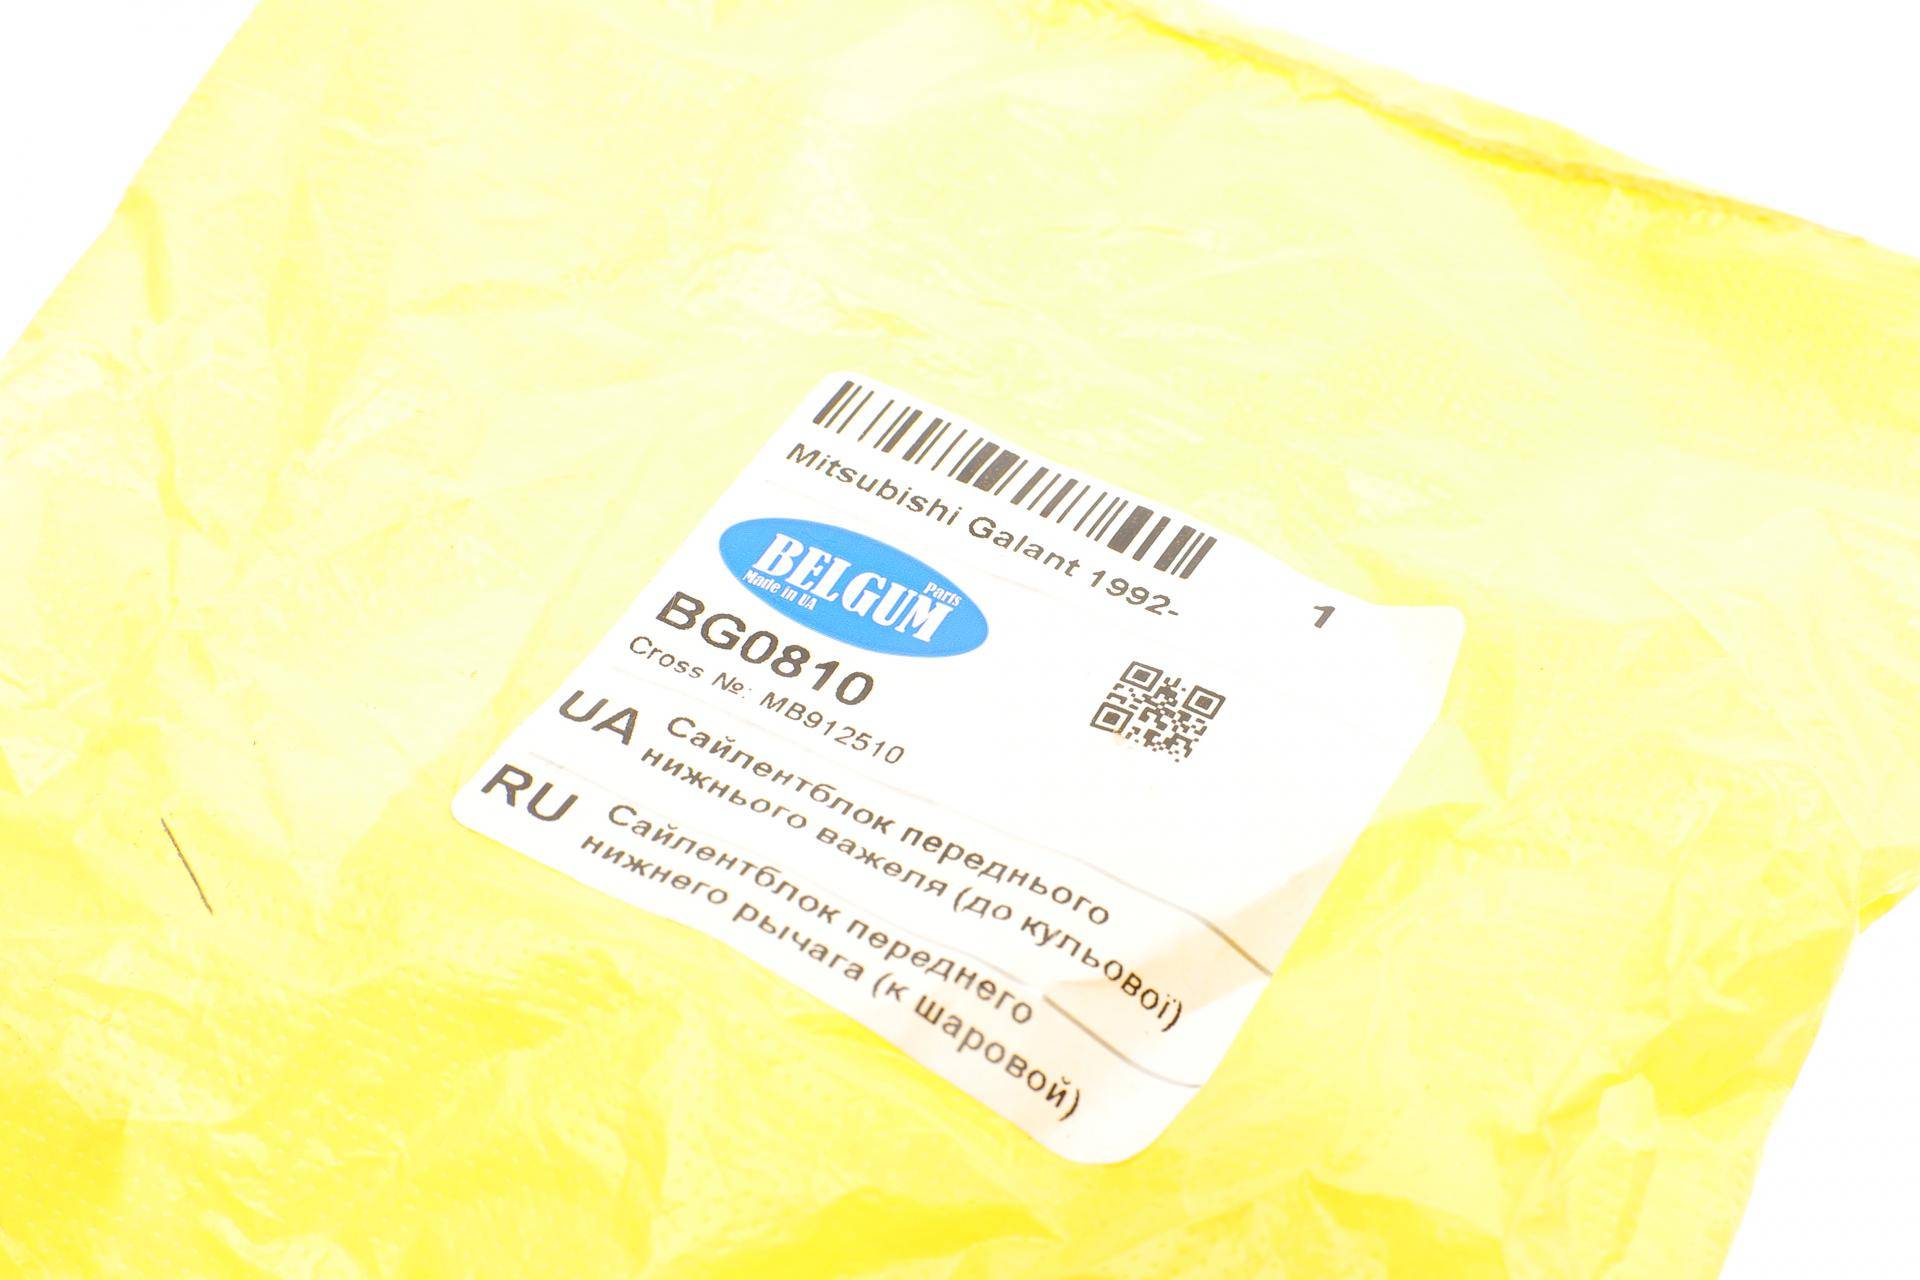 Mitsubishi Galant 1992-
1
BELGUM
Parts
Made in UA
BG0810
Cross №: MB912510
UA Сайлентблок переднього
нижнього важеля (до кульової)
RU Сайлентблок переднего
нижнего рычага (к шаровой)